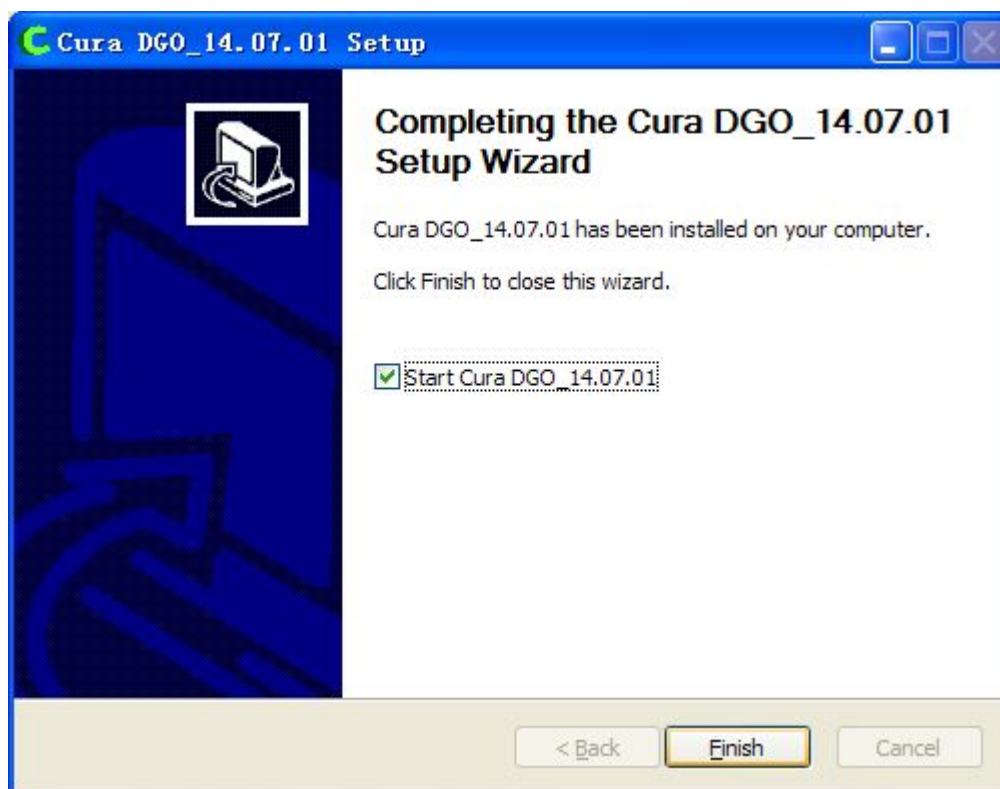 Cura DGO_14.07.01 Setup
Completing the Cura DGO_14.07.01
Setup Wizard
Cura DGO_14.07.01 has been installed on your computer.
Click Finish to close this wizard.
Start Cura DGO_14.07.01
< Back
Finish
Cancel